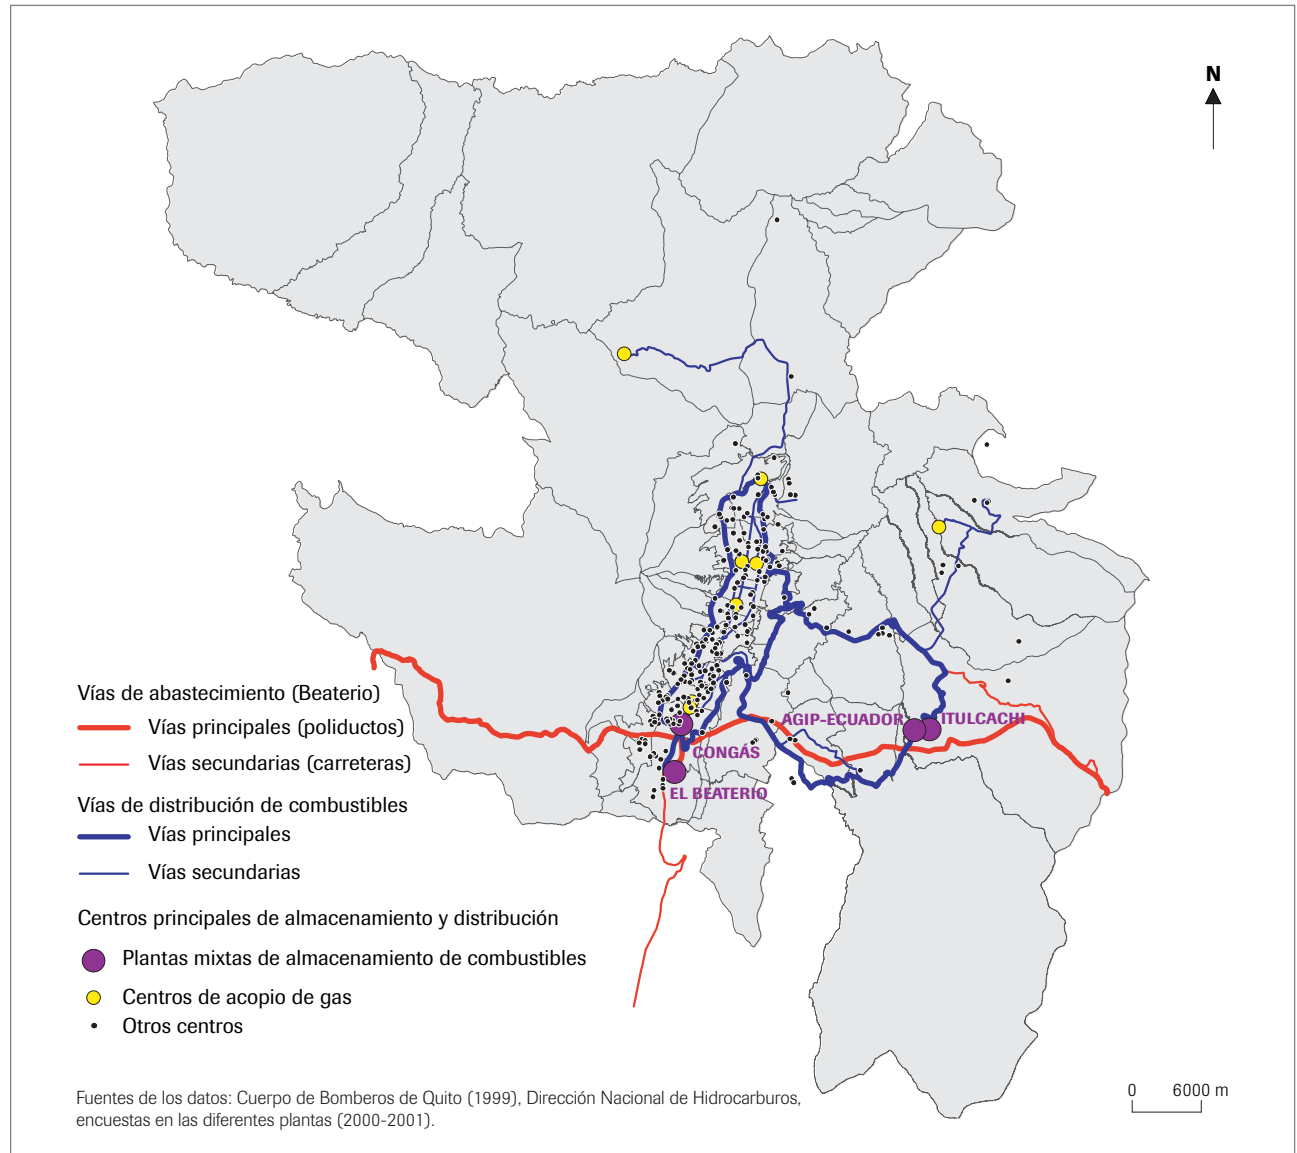 N
AGIP-ECUADOR
ITULCACHI
CONGÁS
EL BEATERIO
Vías de abastecimiento (Beaterio)
Vías principales (poliductos)
Vías secundarias (carreteras)
Vías de distribución de combustibles
Vías principales
Vías secundarias
Centros principales de almacenamiento y distribución
Plantas mixtas de almacenamiento de combustibles
Centros de acopio de gas
Otros centros
Fuentes de los datos: Cuerpo de Bomberos de Quito (1999), Dirección Nacional de Hidrocarburos,
encuestas en las diferentes plantas (2000-2001).
0 6000 m